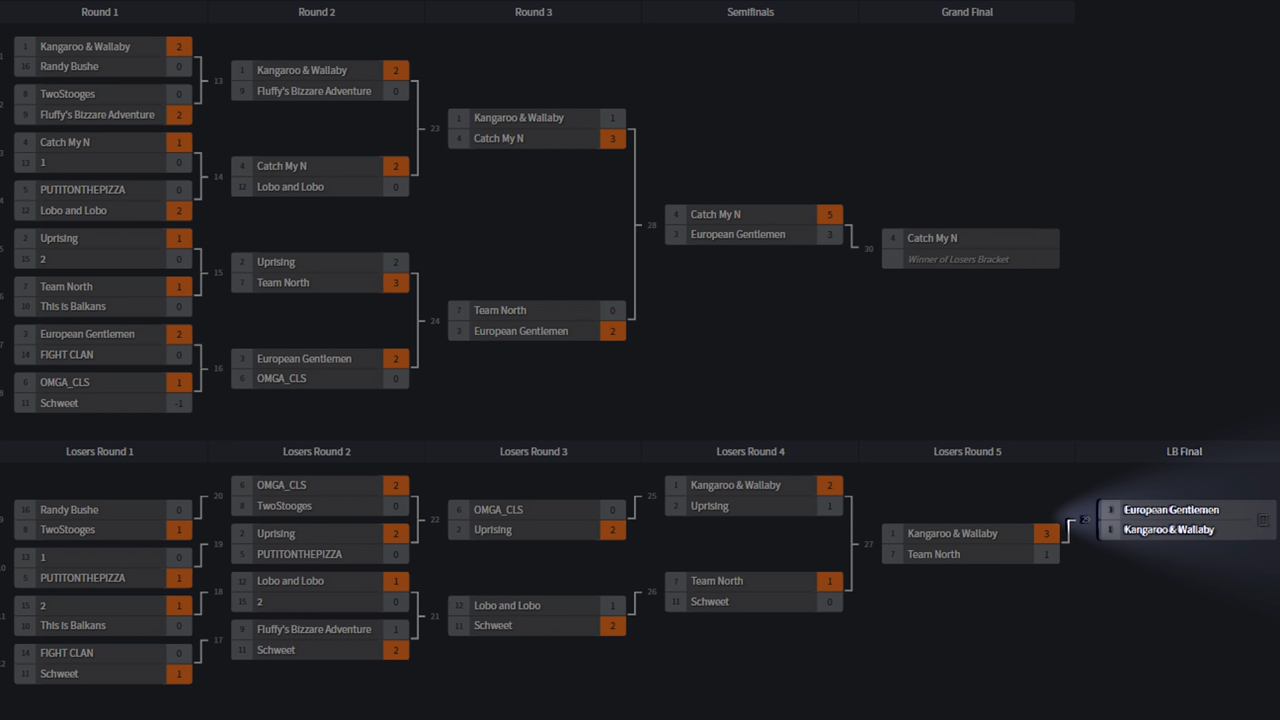 Round 1
Round 2
Round 3
Semifinals
Grand Final
1 Kangaroo & Wallaby 2
16 Randy Bushe 0
8 TwoStooges 0
9 Fluffy's Bizzare Adventure 2
4 Catch My N 1
13 1 0
5 PUTITONTHEPIZZA 0
12 Lobo and Lobo 2
2 Uprising 1
15 2 0
7 Team North 1
10 This is Balkans 0
3 European Gentlemen 2
14 FIGHT CLAN 0
6 OMGA_CLS 1
11 Schweet -1
13
1 Kangaroo & Wallaby 2
9 Fluffy's Bizzare Adventure 0
14
4 Catch My N 2
12 Lobo and Lobo 0
15
2 Uprising 2
7 Team North 3
16
3 European Gentlemen 2
6 OMGA_CLS 0
23
1 Kangaroo & Wallaby 1
4 Catch My N 3
24
7 Team North 0
3 European Gentlemen 2
28
4 Catch My N 5
3 European Gentlemen 3
30
4 Catch My N
Winner of Losers Bracket
Losers Round 1
Losers Round 2
Losers Round 3
Losers Round 4
Losers Round 5
LB Final
16 Randy Bushe 0
8 TwoStooges 1
13 1 0
5 PUTITONTHEPIZZA 1
15 2 1
10 This is Balkans 0
14 FIGHT CLAN 0
11 Schweet 1
20
6 OMGA_CLS 2
8 TwoStooges 0
19
2 Uprising 2
5 PUTITONTHEPIZZA 0
18
12 Lobo and Lobo 1
15 2 0
17
9 Fluffy's Bizzare Adventure 1
11 Schweet 2
22
6 OMGA_CLS 0
2 Uprising 2
21
12 Lobo and Lobo 1
11 Schweet 2
25
1 Kangaroo & Wallaby 2
2 Uprising 1
26
7 Team North 1
11 Schweet 0
27
1 Kangaroo & Wallaby 3
7 Team North 1
29
3 European Gentlemen
1 Kangaroo & Wallaby